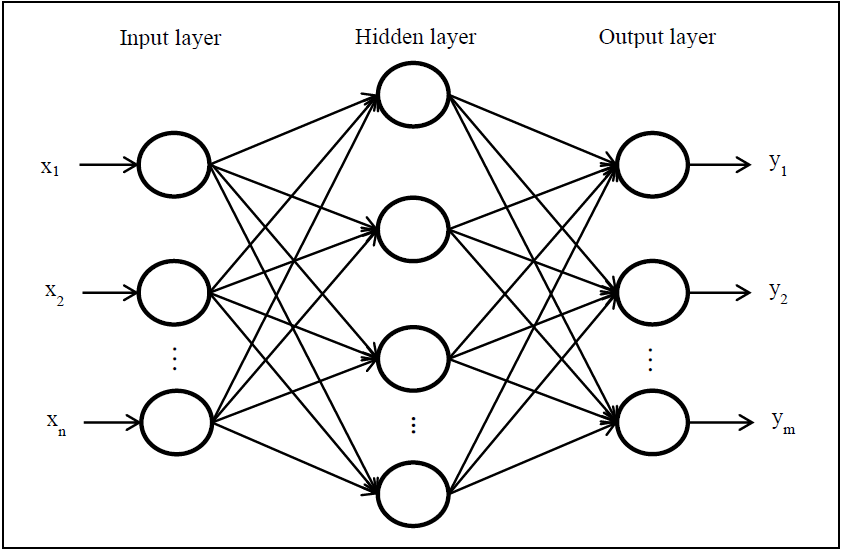 Input layer
Hidden layer
Output layer
x1
y1
x2
y2
⋮
⋮
⋮
xn
ym